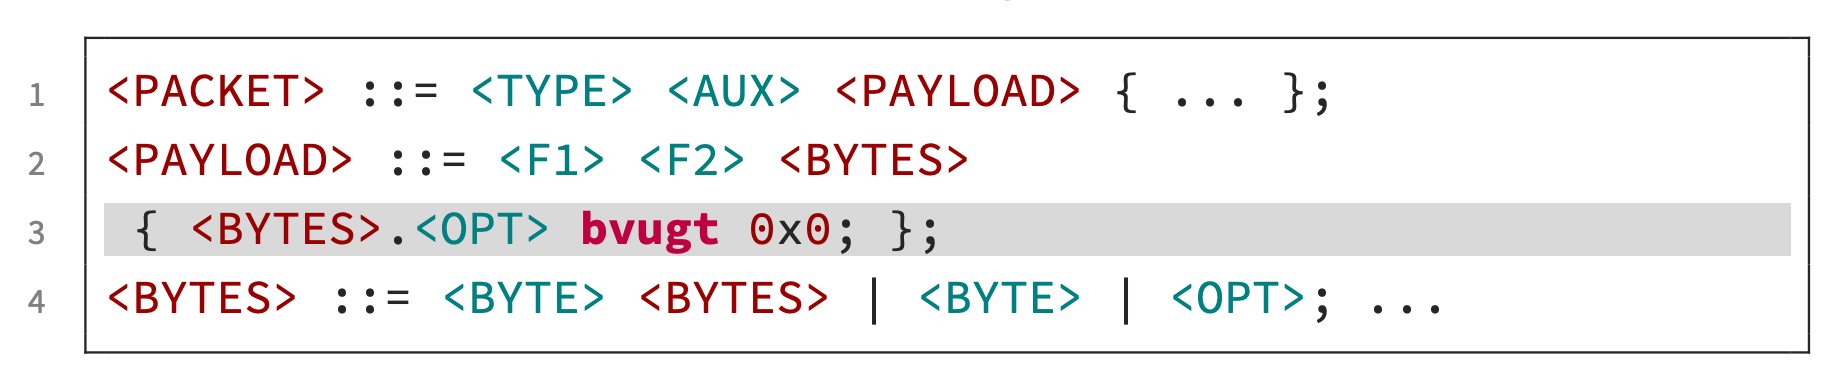 1 <PACKET> ::= <TYPE> <AUX> <PAYLOAD> { ... };
2 <PAYLOAD> ::= <F1> <F2> <BYTES>
3 { <BYTES>.<OPT> bvugt 0x0; };
4 <BYTES> ::= <BYTE> <BYTES> | <BYTE> | <OPT>; ...